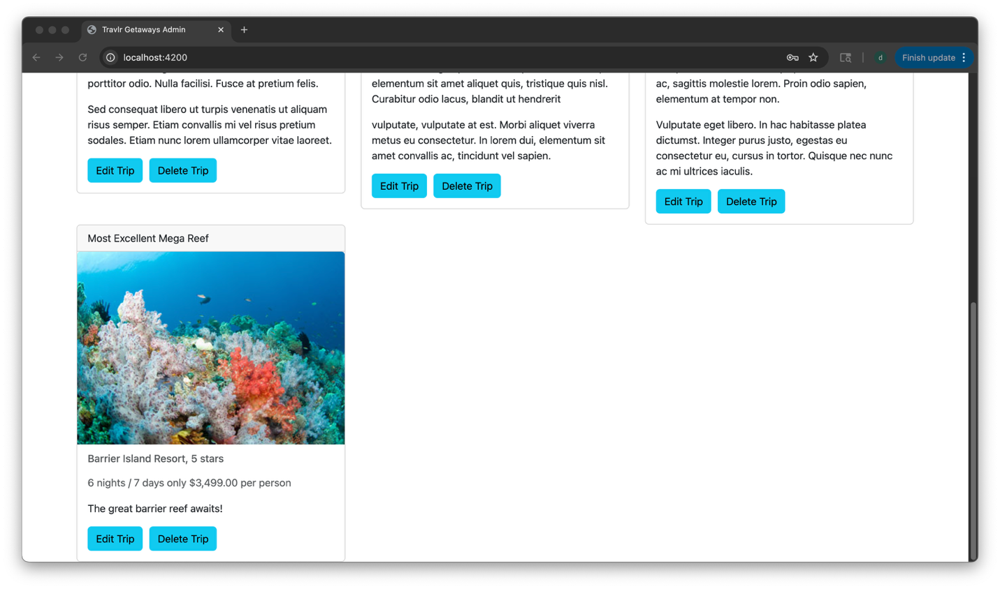 Travlr Getaways Admin
localhost:4200
d
Finish update
porttitor odio. Nulla facilisi. Fusce at pretium felis.
Sed consequat libero ut turpis venenatis ut aliquam
risus semper. Etiam convallis mi vel risus pretium
sodales. Etiam nunc lorem ullamcorper vitae laoreet.
Edit Trip
Delete Trip
elementum sit amet aliquet quis, tristique quis nisl.
Curabitur odio lacus, blandit ut hendrerit
vulputate, vulputate at est. Morbi aliquet viverra
metus eu consectetur. In lorem dui, elementum sit
amet convallis ac, tincidunt vel sapien.
Edit Trip
Delete Trip
ac, sagittis molestie lorem. Proin odio sapien,
elementum at tempor non.
Vulputate eget libero. In hac habitasse platea
dictumst. Integer purus justo, egestas eu
consectetur eu, cursus in tortor. Quisque nec nunc
ac mi ultrices iaculis.
Edit Trip
Delete Trip
Most Excellent Mega Reef
Barrier Island Resort, 5 stars
6 nights / 7 days only $3,499.00 per person
The great barrier reef awaits!
Edit Trip
Delete Trip